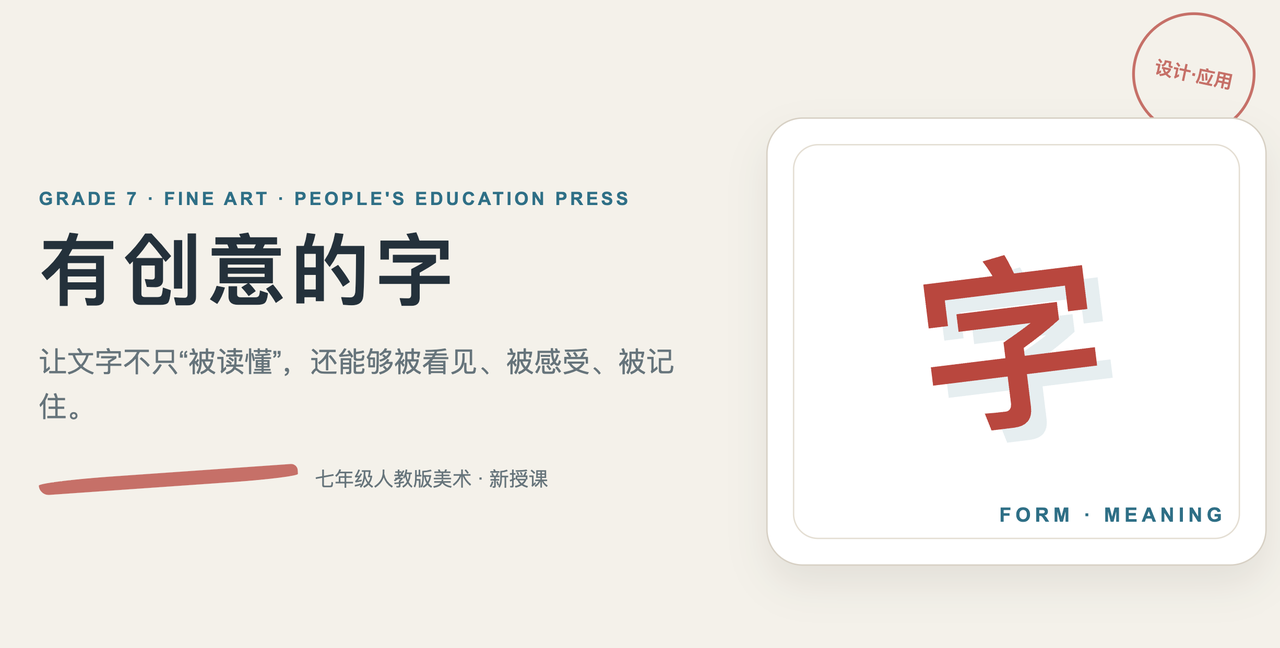 设计·应用
GRADE 7 · FINE ART · PEOPLE'S EDUCATION PRESS
有创意的字
让文字不只“被读懂”，还能够被看见、被感受、被记
住。
七年级人教版美术 · 新授课
字
FORM · MEANING